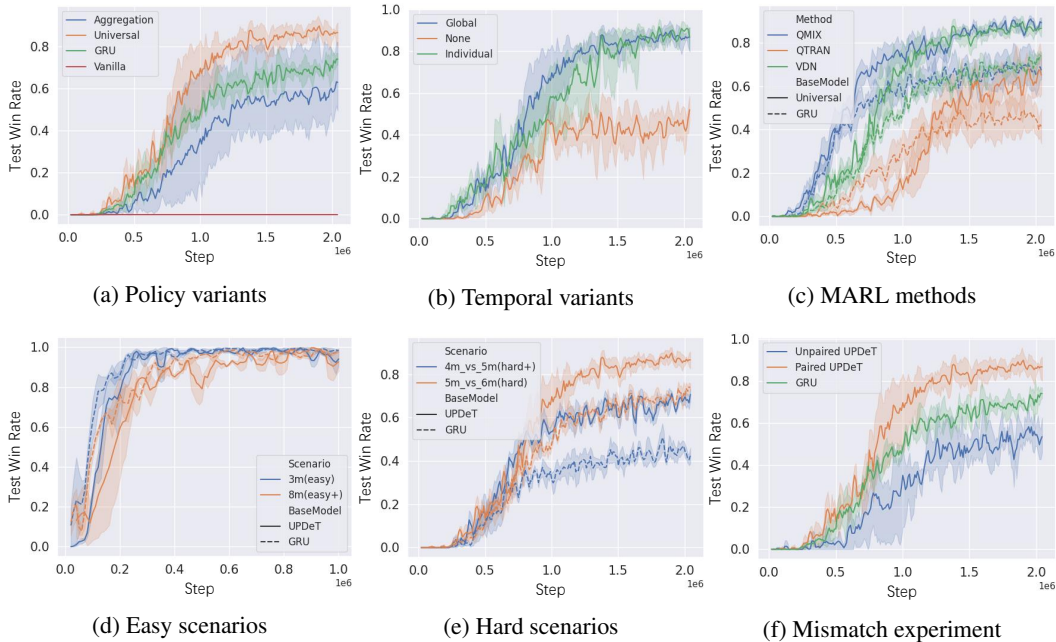 Aggregation
Universal
GRU
Vanilla
Test Win Rate
0.8
0.6
0.4
0.2
0.0
0.0 0.5 1.0 1.5 2.0
1e6
Step
(a) Policy variants
Global
None
Individual
Test Win Rate
1.0
0.8
0.6
0.4
0.2
0.0
0.0 0.5 1.0 1.5 2.0
1e6
Step
(b) Temporal variants
Method
QMIX
QTRAN
VDN
BaseModel
Universal
GRU
Test Win Rate
0.8
0.6
0.4
0.2
0.0
0.0 0.5 1.0 1.5 2.0
1e6
Step
(c) MARL methods
Scenario
3m(easy)
8m(easy+)
BaseModel
UPDeT
GRU
Test Win Rate
1.0
0.8
0.6
0.4
0.2
0.0
0.0 0.2 0.4 0.6 0.8 1.0
1e6
Step
(d) Easy scenarios
Scenario
4m_vs_5m(hard+)
5m_vs_6m(hard)
BaseModel
UPDeT
GRU
Test Win Rate
0.8
0.6
0.4
0.2
0.0
0.0 0.5 1.0 1.5 2.0
1e6
Step
(e) Hard scenarios
Unpaired UPDeT
Paired UPDeT
GRU
Test Win Rate
1.0
0.8
0.6
0.4
0.2
0.0
0.0 0.5 1.0 1.5 2.0
1e6
Step
(f) Mismatch experiment